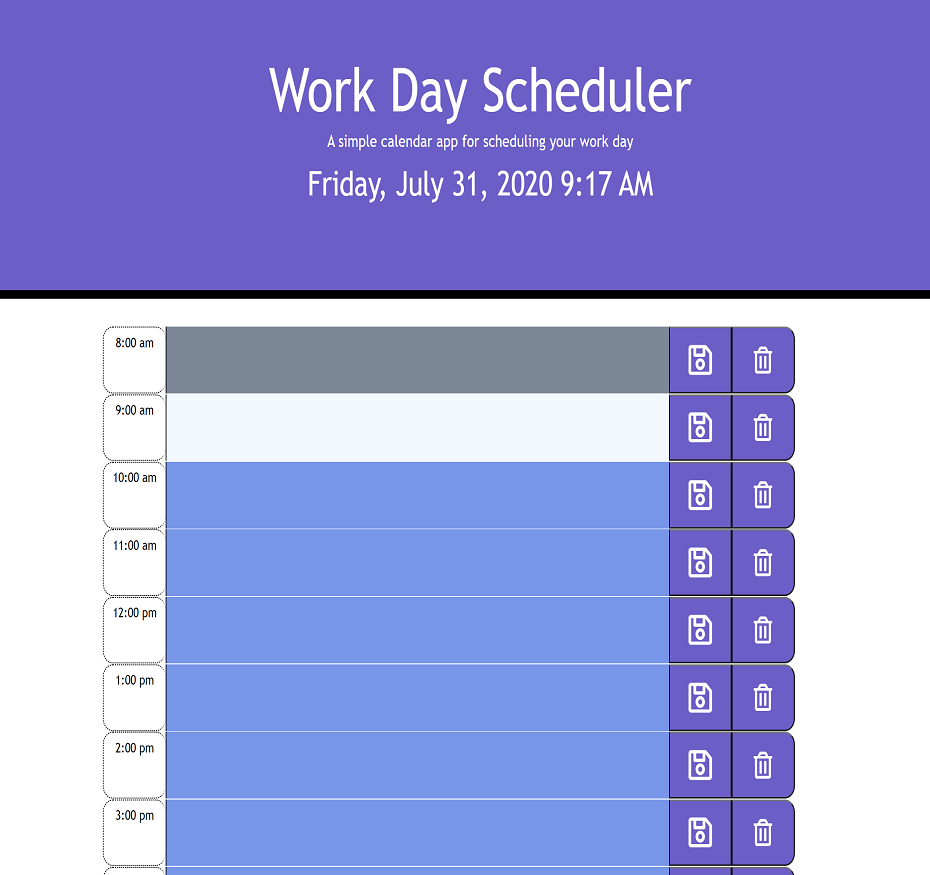 Work Day Scheduler
A simple calendar app for scheduling your work day
Friday, July 31, 2020 9:17 AM
8:00 am
9:00 am
10:00 am
11:00 am
12:00 pm
1:00 pm
2:00 pm
3:00 pm